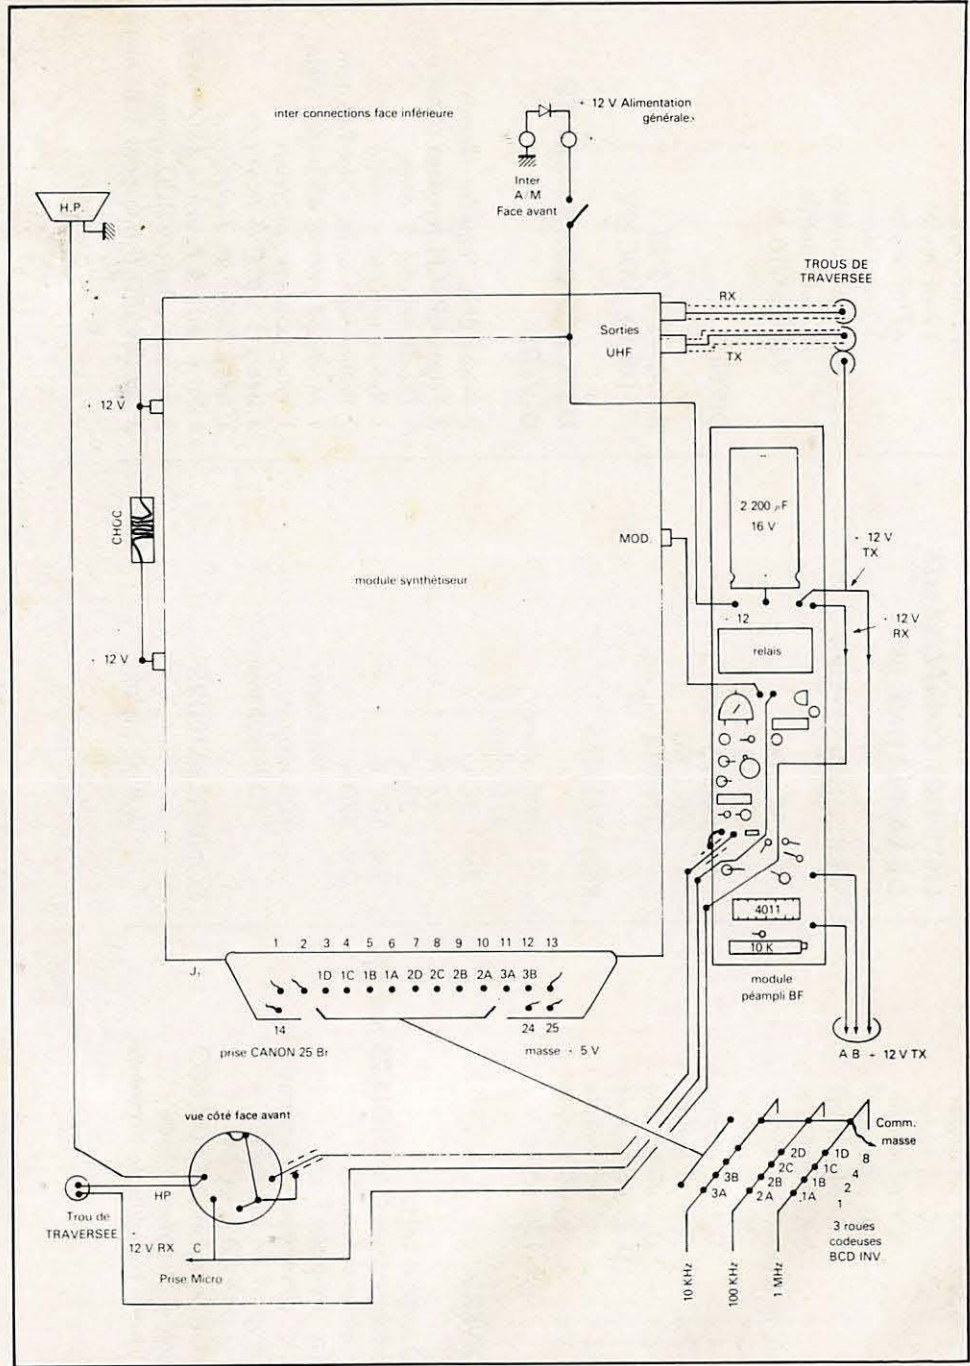 inter connections face inférieure
+ 12 V Alimentation
générale
Inter
A/M
Face avant
H.P.
TROUS DE
TRAVERSÉE
RX
Sorties
UHF
TX
+ 12 V
CHOC
2 200 µF
16 V
MOD.
+ 12 V
TX
module synthétiseur
+ 12
+ 12 V
RX
+ 12 V
relais
4011
10 K
module
péampli BF
1 2 3 4 5 6 7 8 9 10 11 12 13
J1
1D 1C 1B 1A 2D 2C 2B 2A 3A 3B
14
24 25
prise CANON 25 Br
masse + 5 V
A B + 12 V TX
vue côté face avant
Comm.
masse
2D 1D 8
2C 1C 4
3B 2B 1B 2
3A 2A 1A 1
HP
Trou de
TRAVERSÉE
12 V RX C
Prise Micro
3 roues
codeuses
BCD INV.
10 KHz
100 KHz
1 MHz